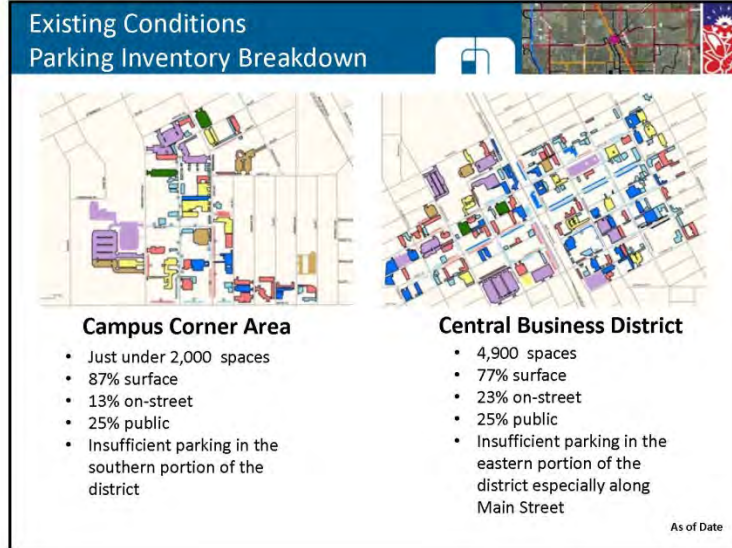 Existing Conditions
Parking Inventory Breakdown
Campus Corner Area
• Just under 2,000 spaces
• 87% surface
• 13% on-street
• 25% public
• Insufficient parking in the
southern portion of the
district
Central Business District
• 4,900 spaces
• 77% surface
• 23% on-street
• 25% public
• Insufficient parking in the
eastern portion of the
district especially along
Main Street
As of Date